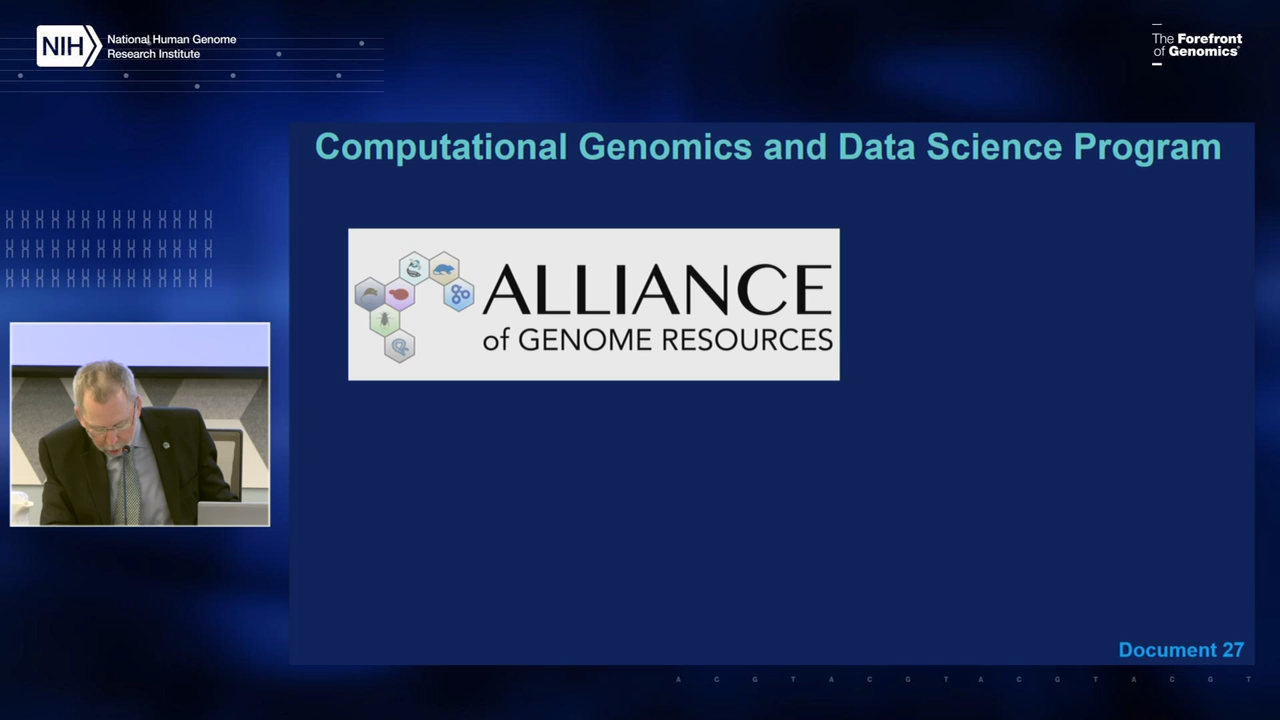 NIH
National Human Genome
Research Institute
The Forefront
of Genomics®
Computational Genomics and Data Science Program
ALLIANCE
of GENOME RESOURCES
Document 27
A C G T A C G T A C G T A C G T